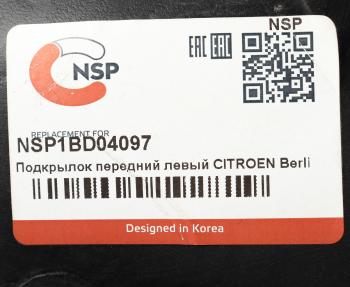 NSP
NSP
EAC EAC
REPLACEMENT FOR
NSP1BD04097
Подкрылок передний левый CITROEN Berli
Designed in Korea